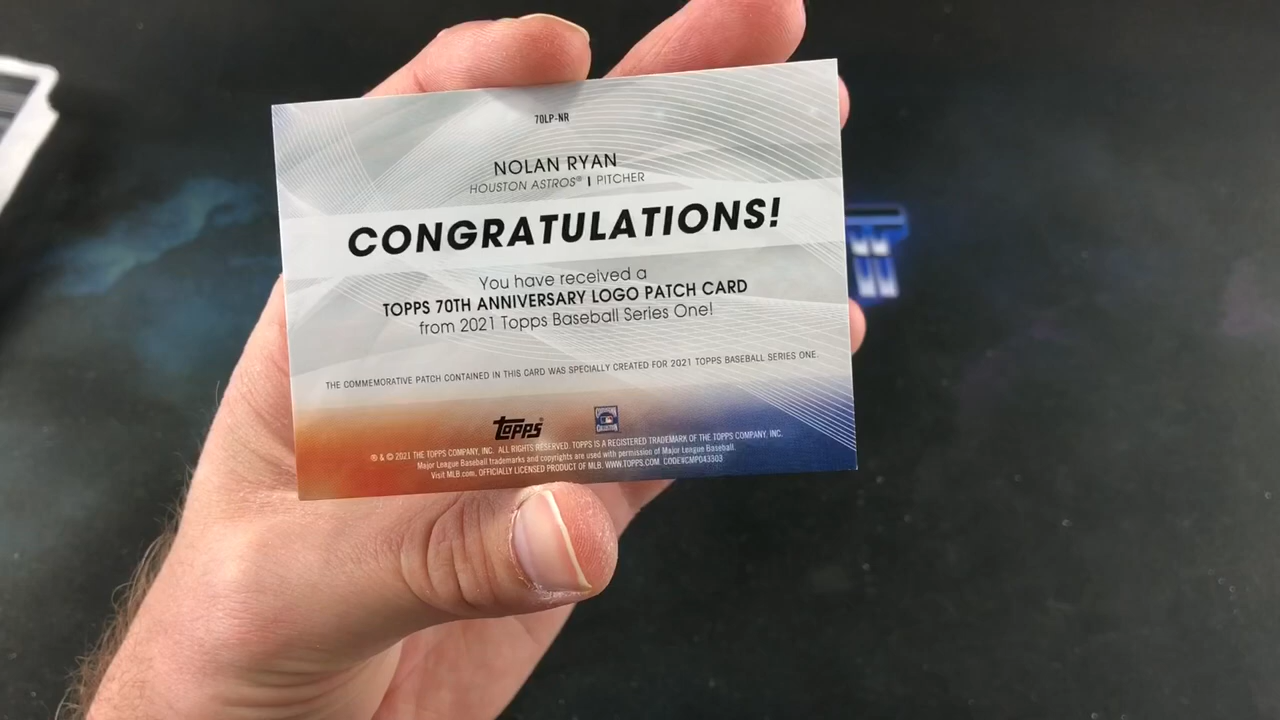 70LP-NR
NOLAN RYAN
HOUSTON ASTROS® | PITCHER
CONGRATULATIONS!
You have received a
TOPPS 70TH ANNIVERSARY LOGO PATCH CARD
from 2021 Topps Baseball Series One!
THE COMMEMORATIVE PATCH CONTAINED IN THIS CARD WAS SPECIALLY CREATED FOR 2021 TOPPS BASEBALL SERIES ONE.
Topps®
® & © 2021 THE TOPPS COMPANY, INC. ALL RIGHTS RESERVED. TOPPS IS A REGISTERED TRADEMARK OF THE TOPPS COMPANY, INC.
Major League Baseball trademarks and copyrights are used with permission of Major League Baseball.
Visit MLB.com. OFFICIALLY LICENSED PRODUCT OF MLB. WWW.TOPPS.COM. CODE#CMP043303